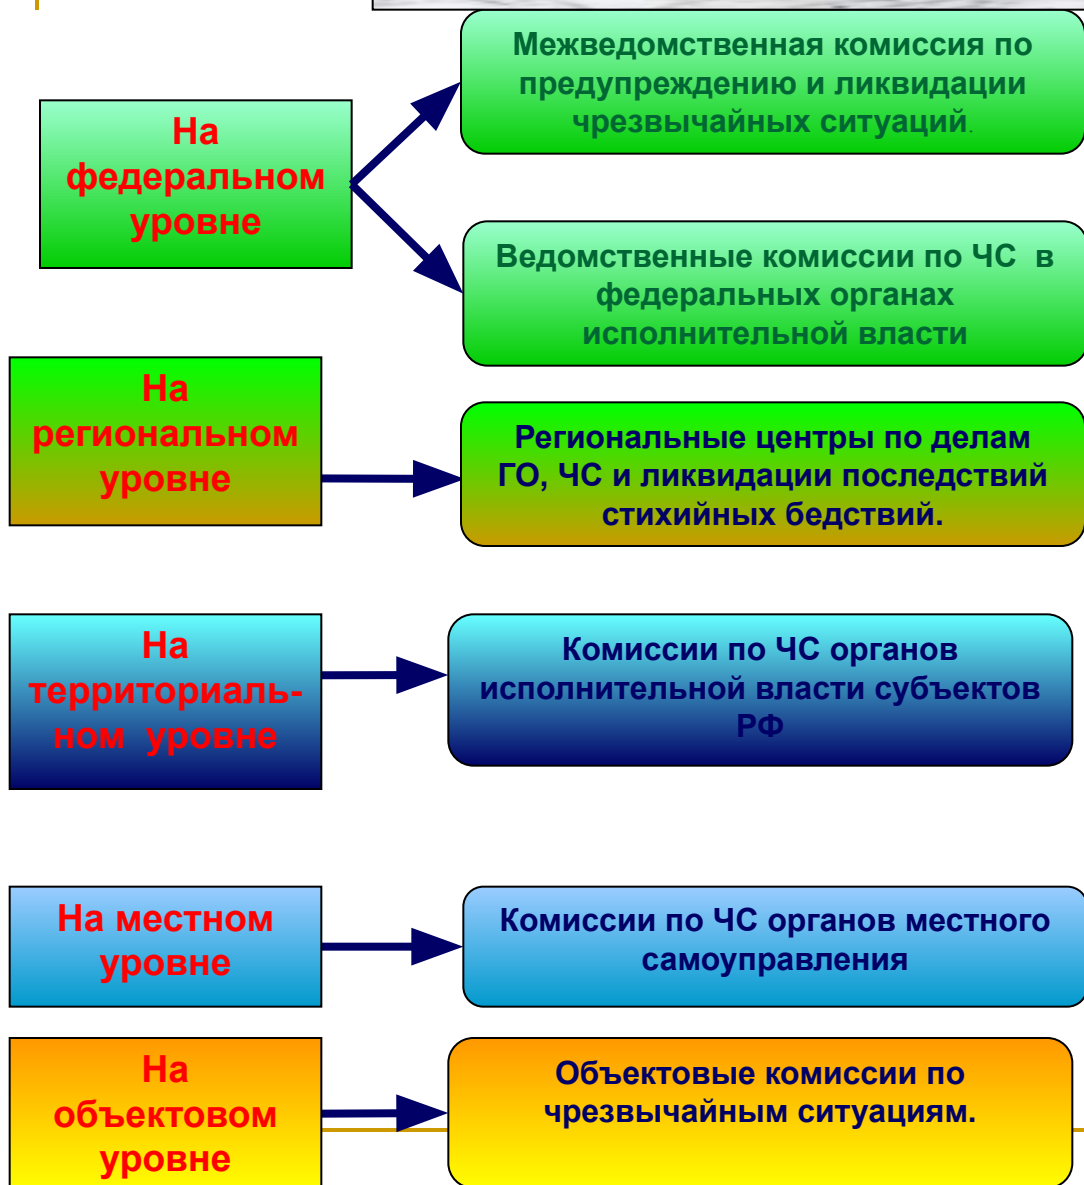 На
федеральном
уровне
Межведомственная комиссия по
предупреждению и ликвидации
чрезвычайных ситуаций.
Ведомственные комиссии по ЧС в
федеральных органах
исполнительной власти
На
региональном
уровне
Региональные центры по делам
ГО, ЧС и ликвидации последствий
стихийных бедствий.
На
территориаль-
ном уровне
Комиссии по ЧС органов
исполнительной власти субъектов
РФ
На местном
уровне
Комиссии по ЧС органов местного
самоуправления
На
объектовом
уровне
Объектовые комиссии по
чрезвычайным ситуациям.